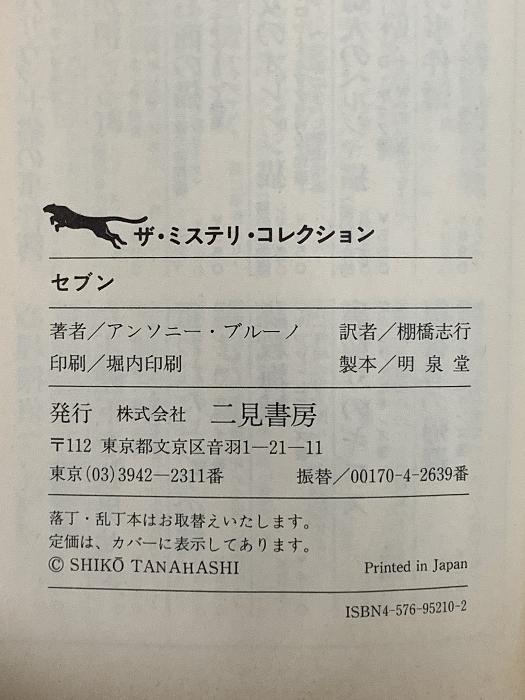 ザ・ミステリ・コレクション
セブン
著者/アンソニー・ブルーノ 訳者/棚橋志行
印刷/堀内印刷 製本/明泉堂
発行 株式会社 二見書房
〒112 東京都文京区音羽1―21―11
東京(03)3942―2311番 振替/00170-4-2639番
落丁・乱丁本はお取替えいたします。
定価は、カバーに表示してあります。
© SHIKŌ TANAHASHI Printed in Japan
ISBN4-576-95210-2